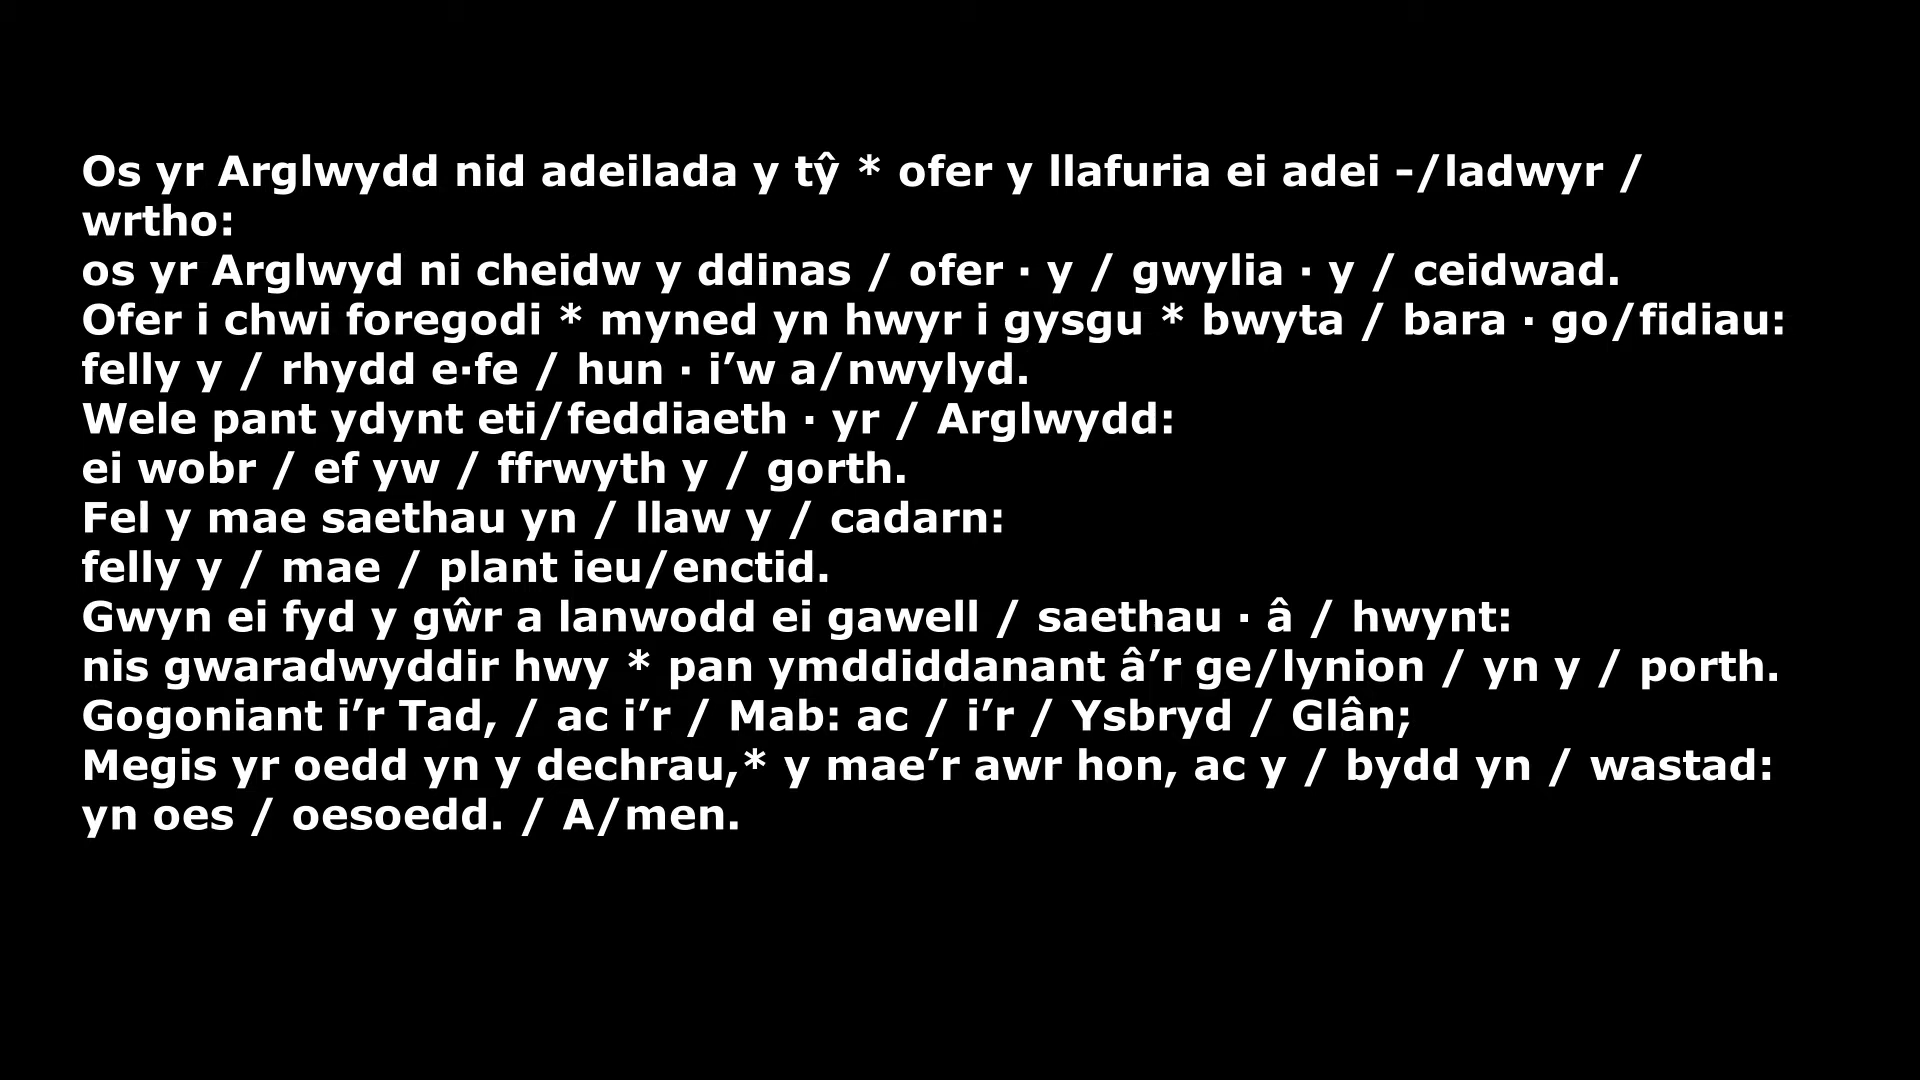 Os yr Arglwydd nid adeilada y tŷ * ofer y llafuria ei adei -/ladwyr /
wrtho:
os yr Arglwyd ni cheidw y ddinas / ofer · y / gwylia · y / ceidwad.
Ofer i chwi foregodi * myned yn hwyr i gysgu * bwyta / bara · go/fidiau:
felly y / rhydd e·fe / hun · i’w a/nwylyd.
Wele pant ydynt eti/feddiaeth · yr / Arglwydd:
ei wobr / ef yw / ffrwyth y / gorth.
Fel y mae saethau yn / llaw y / cadarn:
felly y / mae / plant ieu/enctid.
Gwyn ei fyd y gŵr a lanwodd ei gawell / saethau · â / hwynt:
nis gwaradwyddir hwy * pan ymddiddanant â’r ge/lynion / yn y / porth.
Gogoniant i’r Tad, / ac i’r / Mab: ac / i’r / Ysbryd / Glân;
Megis yr oedd yn y dechrau,* y mae’r awr hon, ac y / bydd yn / wastad:
yn oes / oesoedd. / A/men.